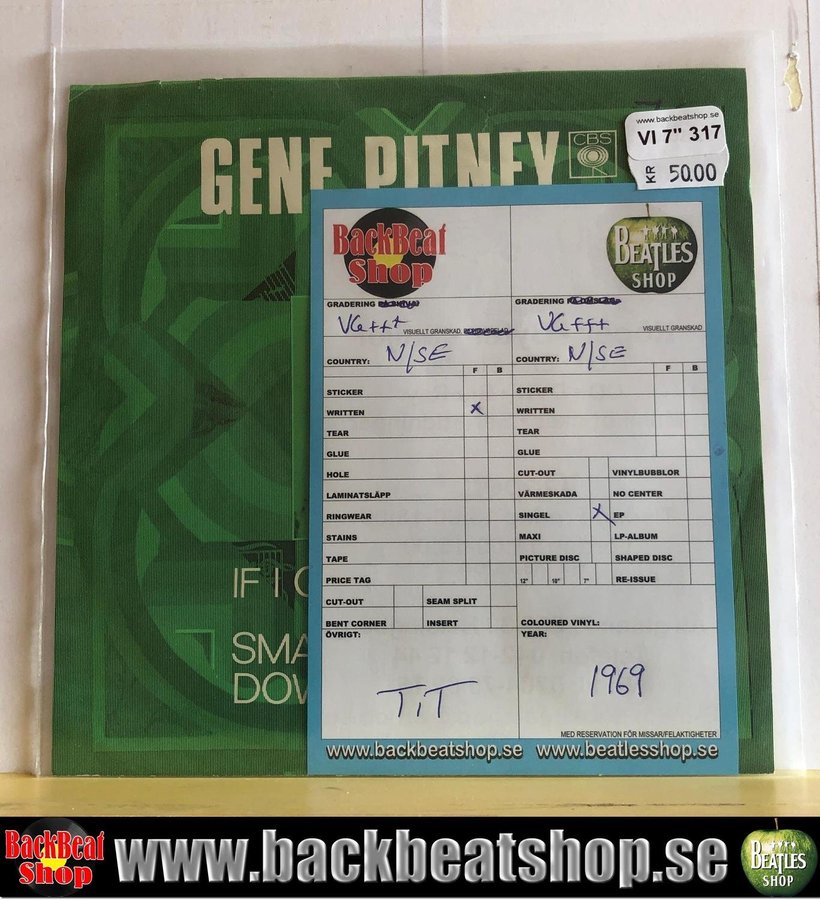 www.backbeatshop.se
VI 7" 317
KR 50.00
GENE PITNEY
CBS
BackBeat Shop
BEATLES SHOP
GRADERING
GRADERING
VG+++ VISUELLT GRANSKAD
VG+++ VISUELLT GRANSKAD
COUNTRY: N/SE
COUNTRY: N/SE
F B
F B
STICKER
STICKER
WRITTEN X
WRITTEN
TEAR
TEAR
GLUE
GLUE
HOLE
CUT-OUT VINYLBUBBLOR
LAMINATSLÄPP
VÄRMESKADA NO CENTER
RINGWEAR
SINGEL X EP
STAINS
MAXI LP-ALBUM
TAPE
PICTURE DISC SHAPED DISC
PRICE TAG
12" 10" 7" RE-ISSUE
CUT-OUT SEAM SPLIT
BENT CORNER INSERT
COLOURED VINYL:
ÖVRIGT:
YEAR:
TiT
1969
MED RESERVATION FÖR MISSAR/FELAKTIGHETER
www.backbeatshop.se www.beatlesshop.se
IF I
SMA
DOW
BackBeat Shop www.backbeatshop.se BEATLES SHOP